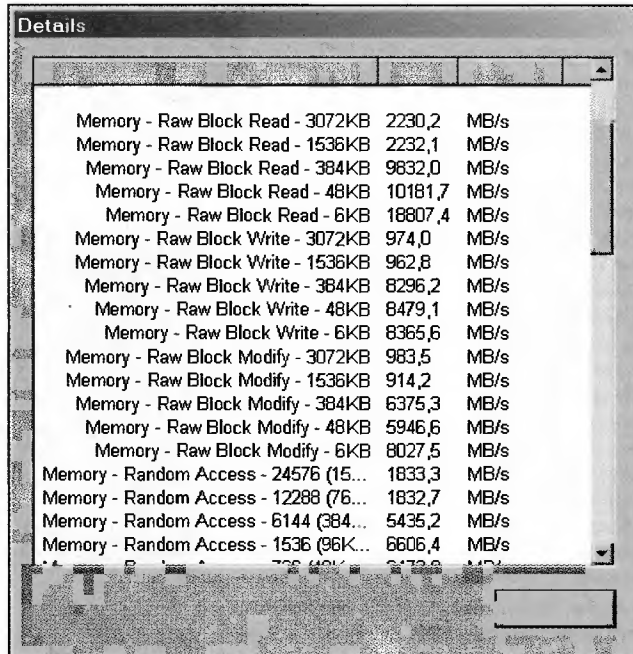 Details
Memory - Raw Block Read - 3072KB 2230,2 MB/s
Memory - Raw Block Read - 1536KB 2232,1 MB/s
Memory - Raw Block Read - 384KB 9832,0 MB/s
Memory - Raw Block Read - 48KB 10181,7 MB/s
Memory - Raw Block Read - 6KB 18807,4 MB/s
Memory - Raw Block Write - 3072KB 974,0 MB/s
Memory - Raw Block Write - 1536KB 962,8 MB/s
Memory - Raw Block Write - 384KB 8296,2 MB/s
Memory - Raw Block Write - 48KB 8479,1 MB/s
Memory - Raw Block Write - 6KB 8365,6 MB/s
Memory - Raw Block Modify - 3072KB 983,5 MB/s
Memory - Raw Block Modify - 1536KB 914,2 MB/s
Memory - Raw Block Modify - 384KB 6375,3 MB/s
Memory - Raw Block Modify - 48KB 5946,6 MB/s
Memory - Raw Block Modify - 6KB 8027,5 MB/s
Memory - Random Access - 24576 (15... 1833,3 MB/s
Memory - Random Access - 12288 (76... 1832,7 MB/s
Memory - Random Access - 6144 (384... 5435,2 MB/s
Memory - Random Access - 1536 (96K... 6606,4 MB/s